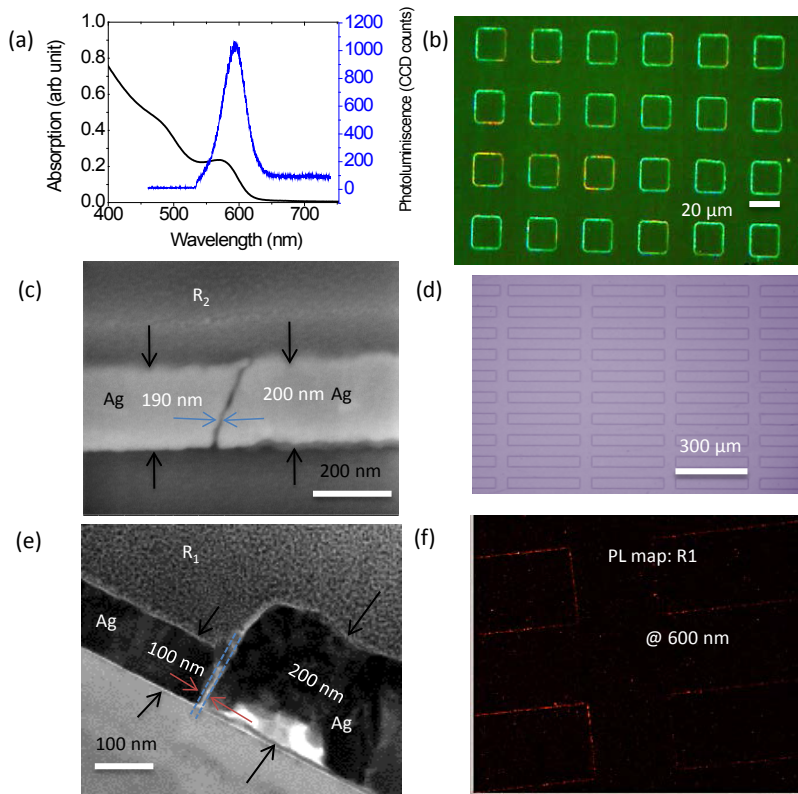 (a)
1.0
0.8
0.6
0.4
0.2
0.0
Absorption (arb unit)
400 500 600 700
Wavelength (nm)
1200
1000
800
600
400
200
0
Photoluminiscence (CCD counts)
(b)
20 µm
(c)
R2
Ag 190 nm 200 nm Ag
200 nm
(d)
300 µm
(e)
R1
Ag
100 nm
200 nm
Ag
100 nm
(f)
PL map: R1
@ 600 nm